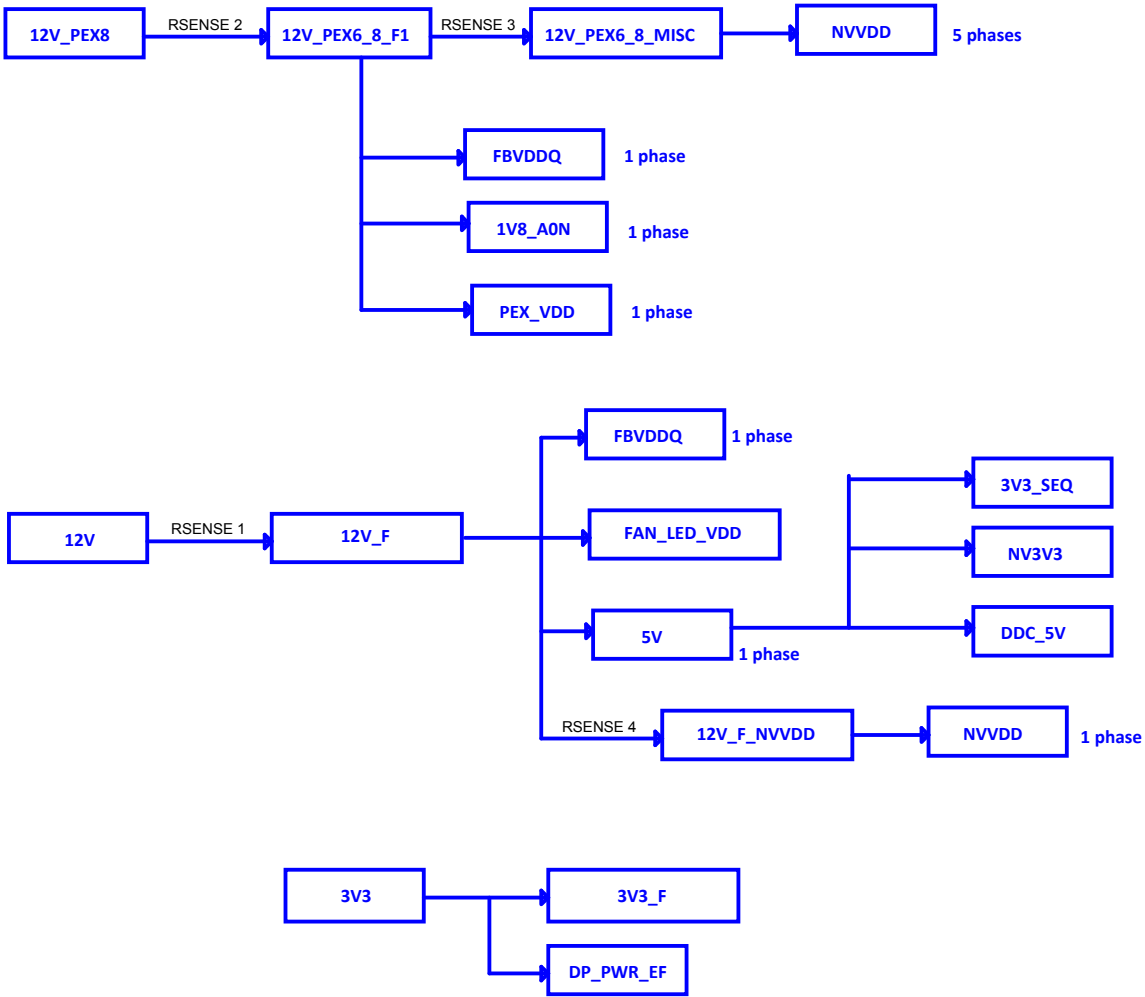 12V_PEX8
RSENSE 2
12V_PEX6_8_F1
RSENSE 3
12V_PEX6_8_MISC
NVVDD
5 phases
FBVDDQ
1 phase
1V8_A0N
1 phase
PEX_VDD
1 phase
12V
RSENSE 1
12V_F
FBVDDQ
1 phase
FAN_LED_VDD
5V
1 phase
3V3_SEQ
NV3V3
DDC_5V
RSENSE 4
12V_F_NVVDD
NVVDD
1 phase
3V3
3V3_F
DP_PWR_EF